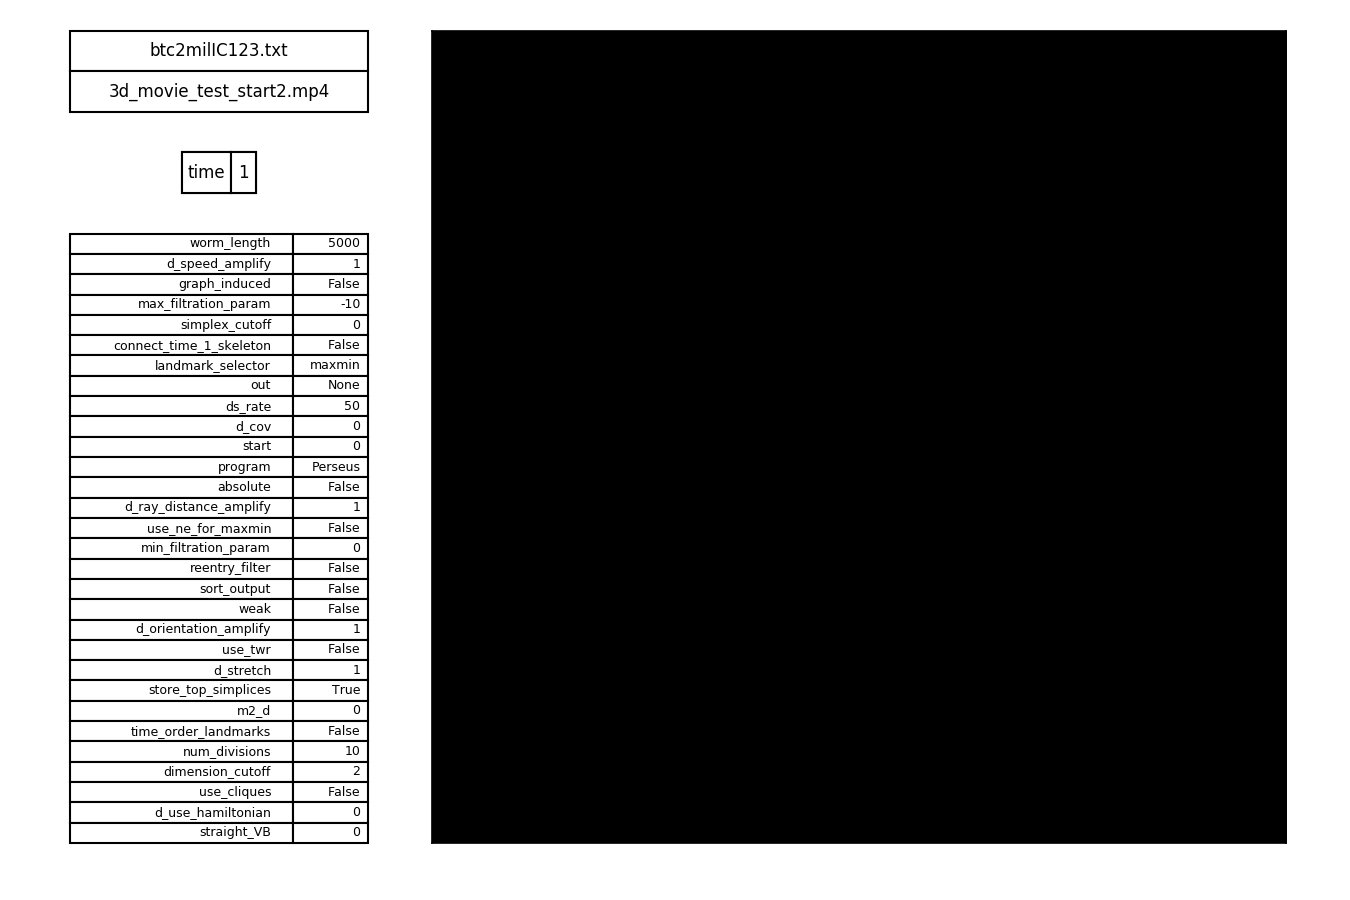 btc2milIC123.txt
3d_movie_test_start2.mp4
time 1
worm_length 5000
d_speed_amplify 1
graph_induced False
max_filtration_param -10
simplex_cutoff 0
connect_time_1_skeleton False
landmark_selector maxmin
out None
ds_rate 50
d_cov 0
start 0
program Perseus
absolute False
d_ray_distance_amplify 1
use_ne_for_maxmin False
min_filtration_param 0
reentry_filter False
sort_output False
weak False
d_orientation_amplify 1
use_twr False
d_stretch 1
store_top_simplices True
m2_d 0
time_order_landmarks False
num_divisions 10
dimension_cutoff 2
use_cliques False
d_use_hamiltonian 0
straight_VB 0